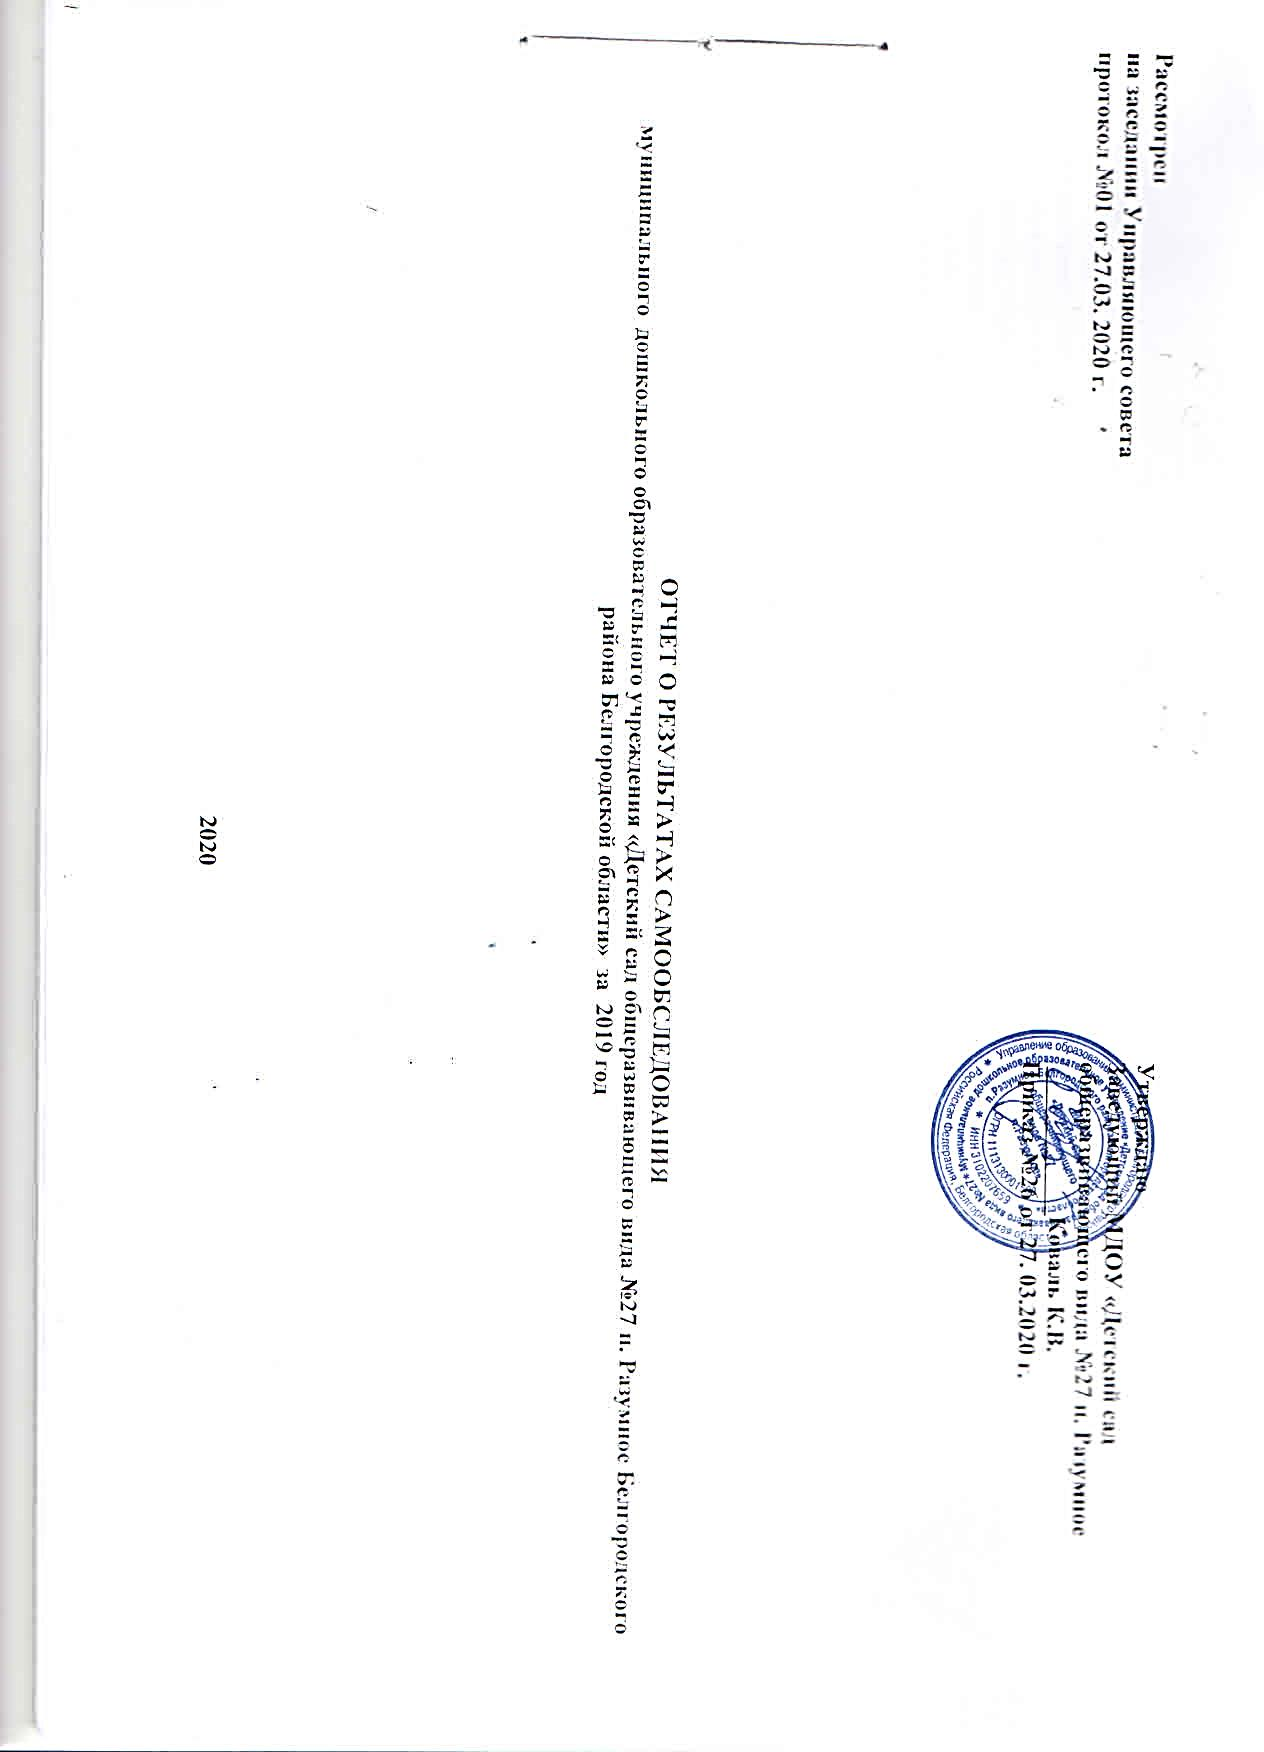 Рассмотрен
на заседании Управляющего совета
протокол №01 от 27.03. 2020 г.
Утверждаю
Заведующий МДОУ «Детский сад
общеразвивающего вида №27 п. Разумное
Коваль К.В.
Приказ №26 от 27. 03.2020 г.
ОТЧЕТ О РЕЗУЛЬТАТАХ САМООБСЛЕДОВАНИЯ
муниципального дошкольного образовательного учреждения «Детский сад общеразвивающего вида №27 п. Разумное Белгородского
района Белгородской области» за 2019 год
2020
ИНН 3102207659